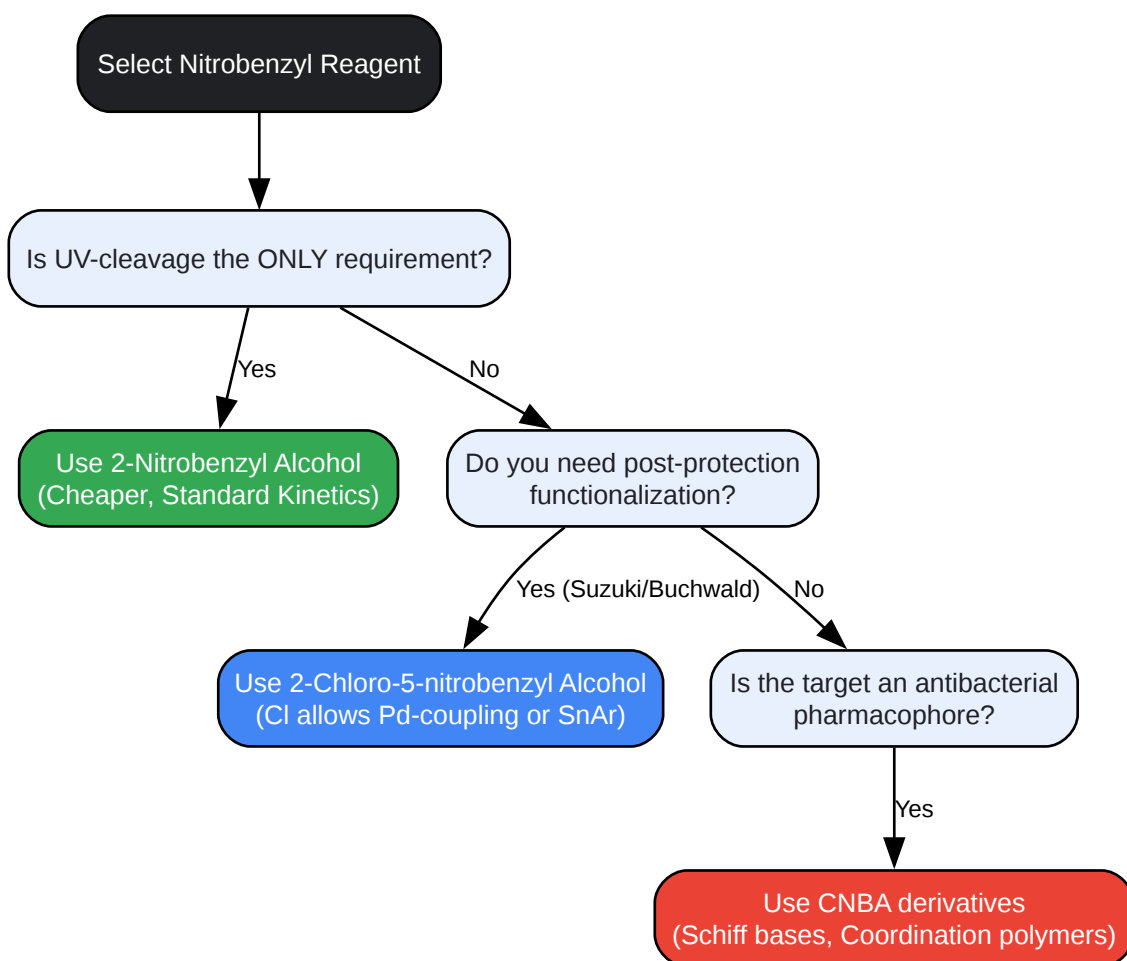 Select Nitrobenzyl Reagent
Is UV-cleavage the ONLY requirement?
Yes
No
Use 2-Nitrobenzyl Alcohol
(Cheaper, Standard Kinetics)
Do you need post-protection
functionalization?
Yes (Suzuki/Buchwald)
No
Use 2-Chloro-5-nitrobenzyl Alcohol
(Cl allows Pd-coupling or SnAr)
Is the target an antibacterial
pharmacophore?
Yes
Use CNBA derivatives
(Schiff bases, Coordination polymers)